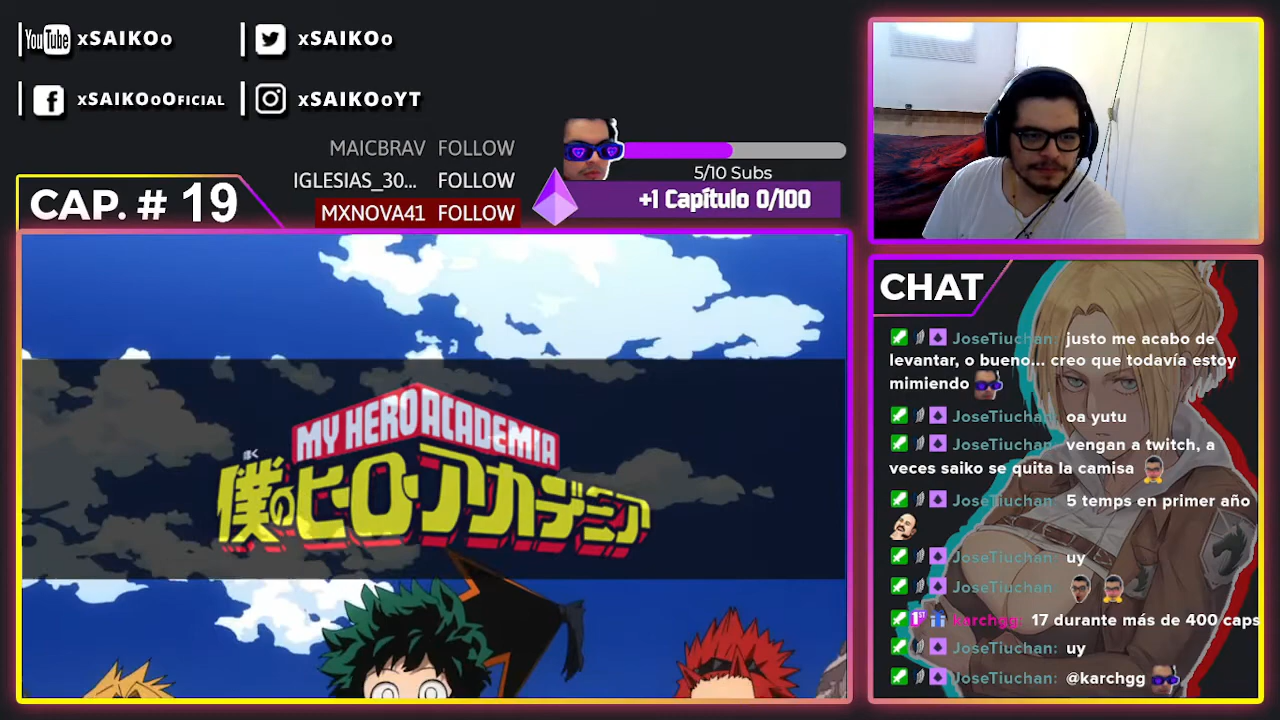 YouTube xSAIKOo
xSAIKOo
xSAIKOoOficial
xSAIKOoYT
MAICBRAV FOLLOW
IGLESIAS_30... FOLLOW
MXNOVA41 FOLLOW
5/10 Subs
+1 Capítulo 0/100
CAP. # 19
MY HERO ACADEMIA
ぼく
僕のヒーローアカデミア
CHAT
JoseTiuchan: justo me acabo de
levantar, o bueno... creo que todavía estoy
mimiendo
JoseTiuchan: oa yutu
JoseTiuchan: vengan a twitch, a
veces saiko se quita la camisa
JoseTiuchan: 5 temps en primer año
JoseTiuchan: uy
JoseTiuchan:
1ST karchgg: 17 durante más de 400 caps
JoseTiuchan: uy
JoseTiuchan: @karchgg